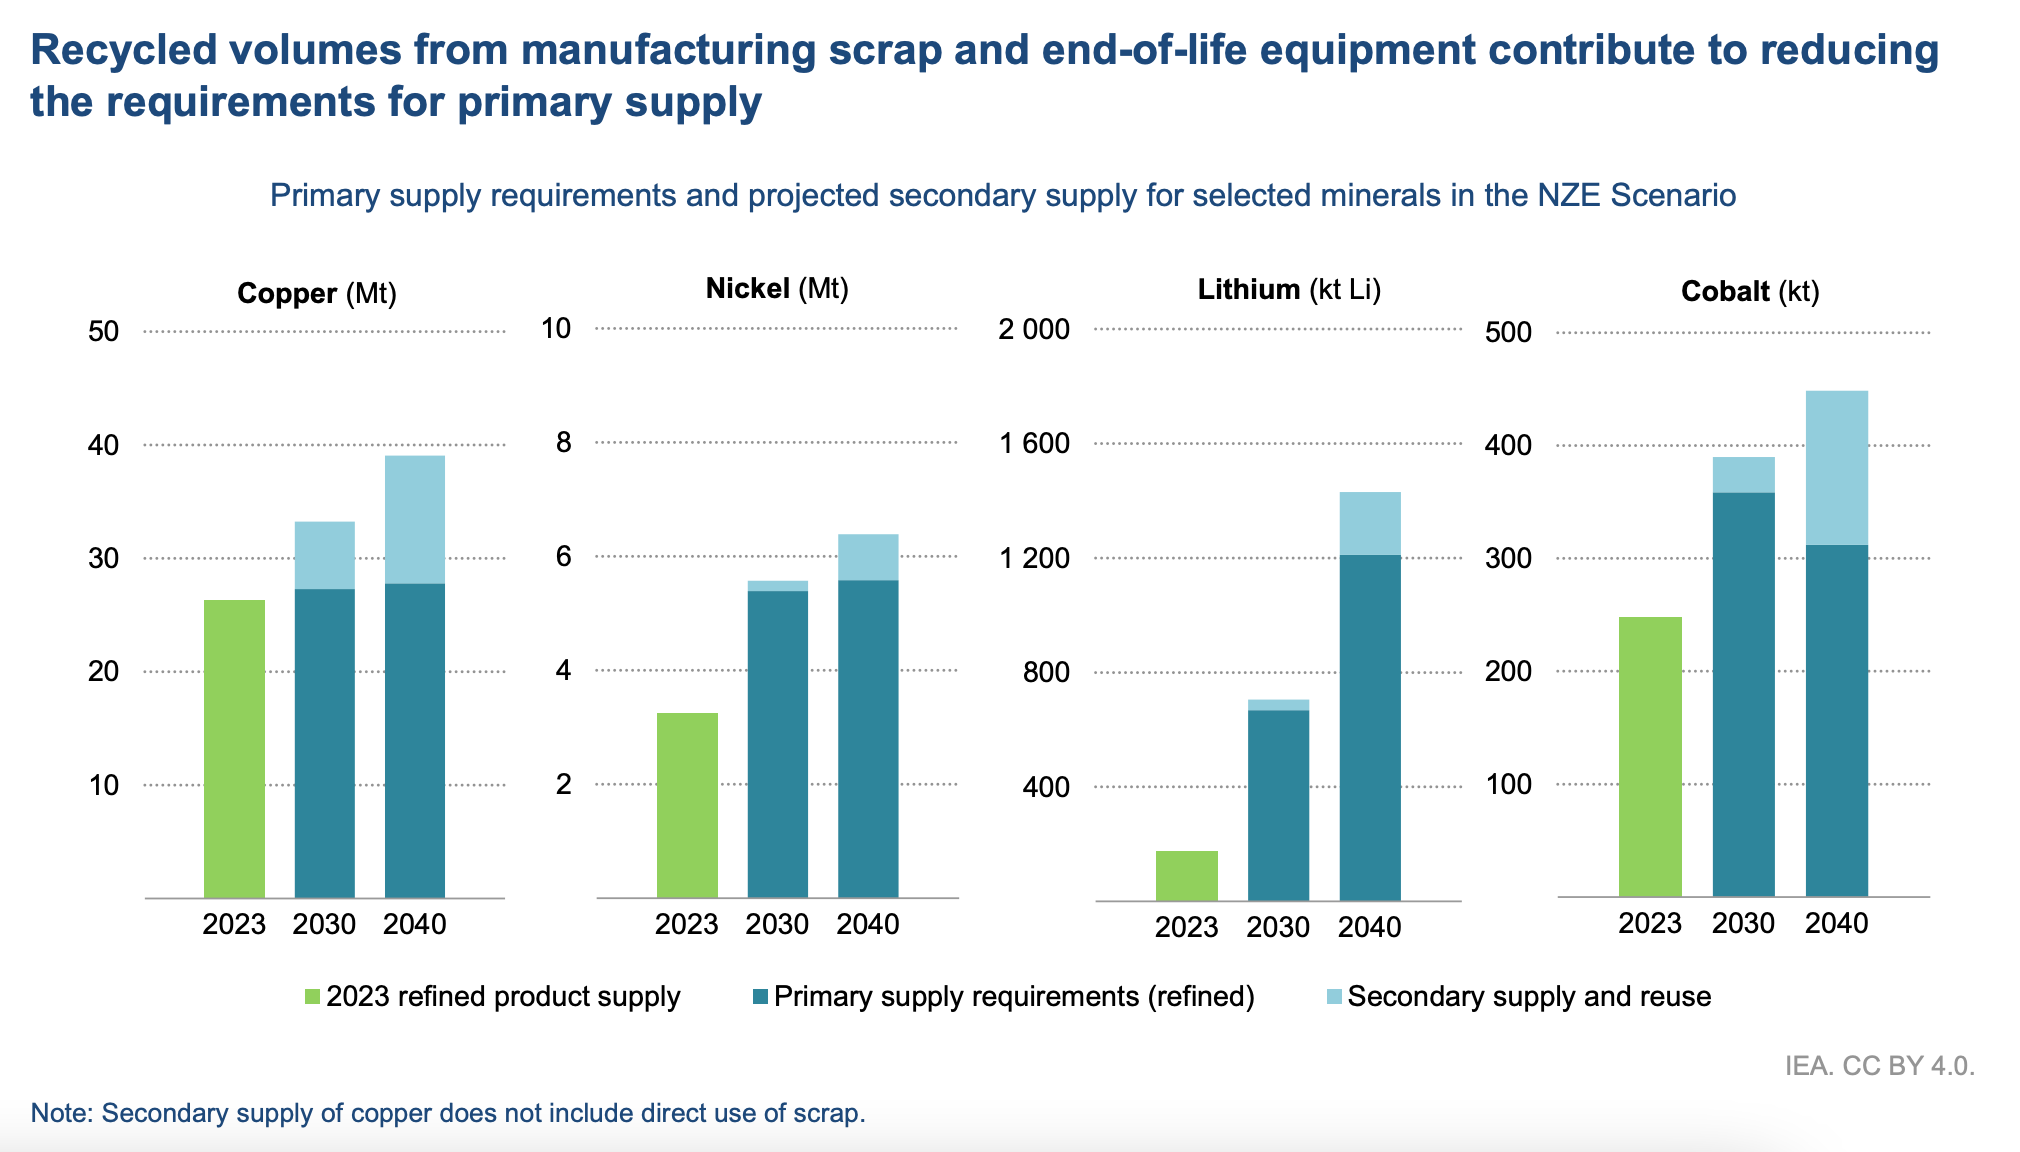 Recycled volumes from manufacturing scrap and end-of-life equipment contribute to reducing
the requirements for primary supply
Primary supply requirements and projected secondary supply for selected minerals in the NZE Scenario
Copper (Mt)
50
40
30
20
10
2023 2030 2040
Nickel (Mt)
10
8
6
4
2
2023 2030 2040
Lithium (kt Li)
2 000
1 600
1 200
800
400
2023 2030 2040
Cobalt (kt)
500
400
300
200
100
2023 2030 2040
2023 refined product supply
Primary supply requirements (refined)
Secondary supply and reuse
IEA. CC BY 4.0.
Note: Secondary supply of copper does not include direct use of scrap.